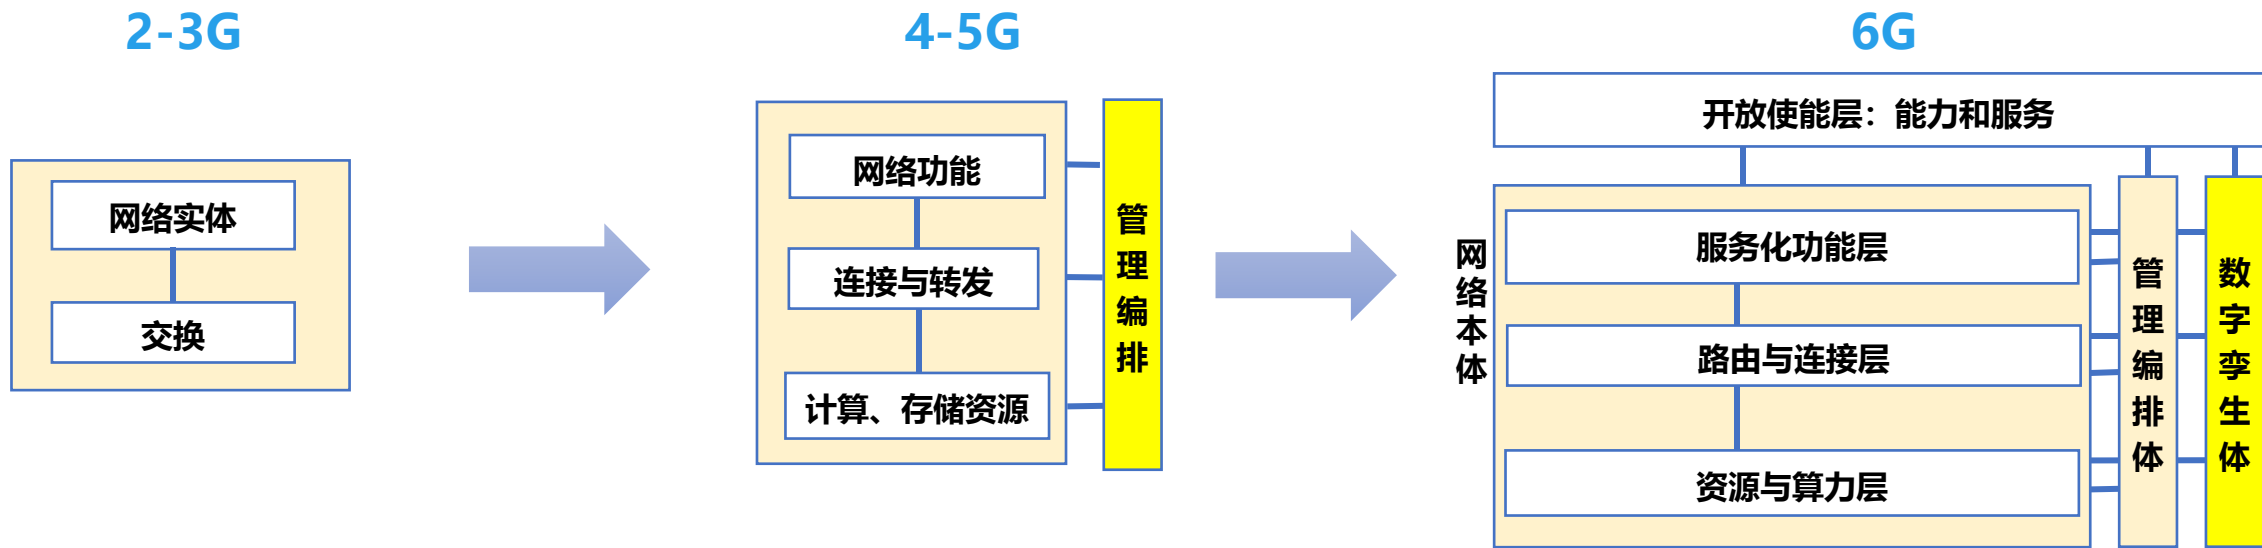 2-3G
网络实体
交换
4-5G
网络功能
连接与转发
计算、存储资源
管理编排
6G
开放使能层：能力和服务
网络本体
服务化功能层
路由与连接层
资源与算力层
管理编排体
数字孪生体